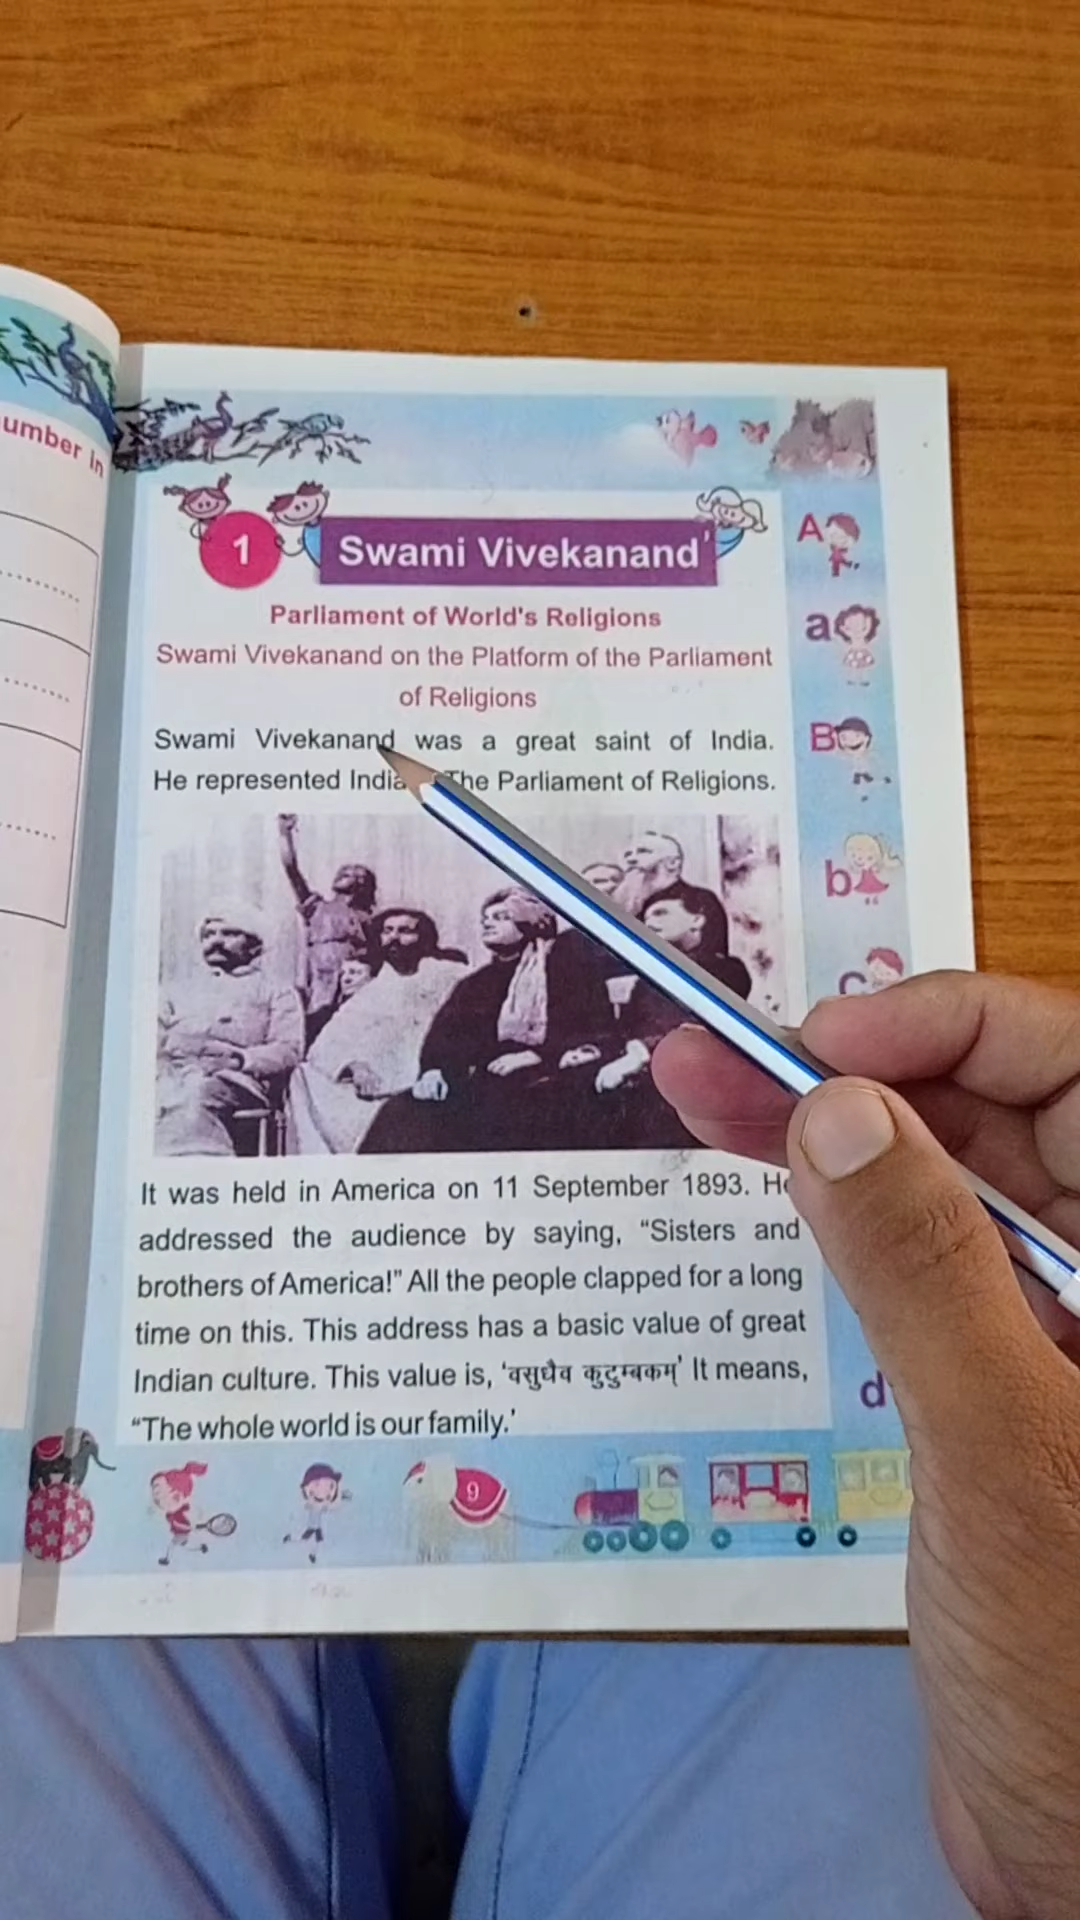 umber in
1
Swami Vivekanand
Parliament of World's Religions
Swami Vivekanand on the Platform of the Parliament
of Religions
Swami Vivekanand was a great saint of India.
He represented India The Parliament of Religions.
It was held in America on 11 September 1893. He
addressed the audience by saying, “Sisters and
brothers of America!” All the people clapped for a long
time on this. This address has a basic value of great
Indian culture. This value is, ‘वसुधैव कुटुम्बकम्’ It means,
“The whole world is our family.’
9
A
a
B
b
C
d